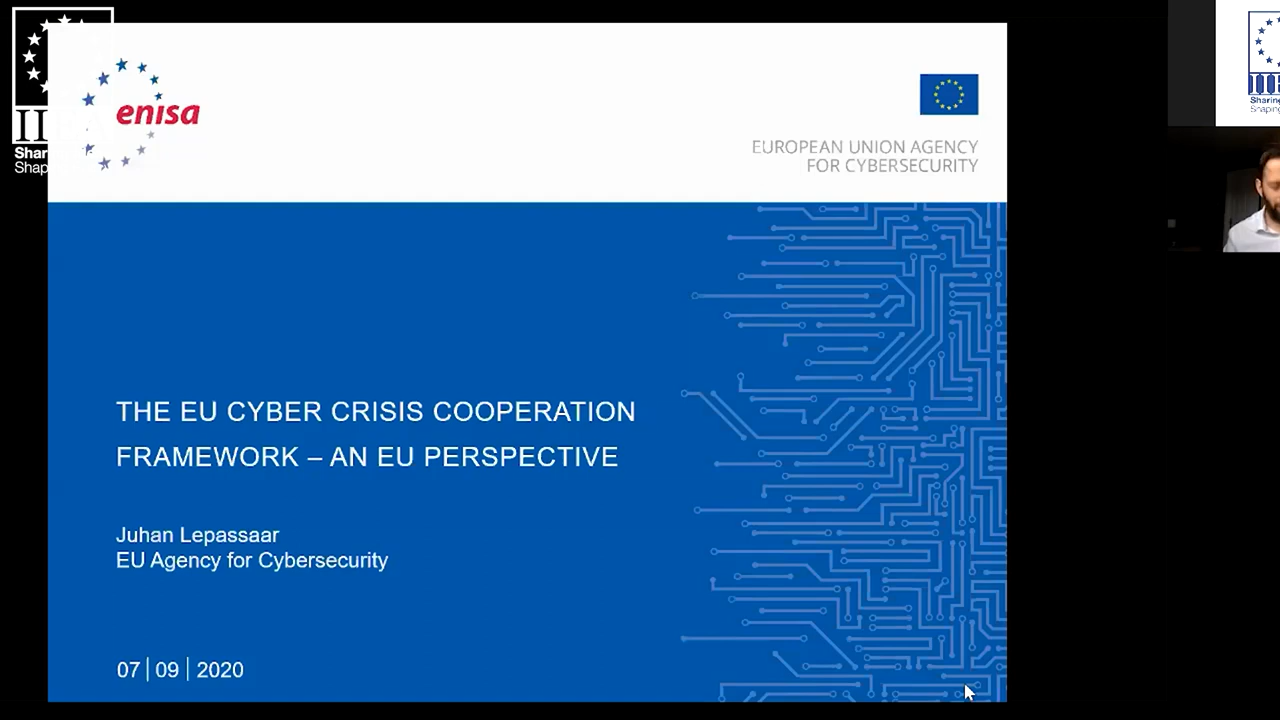 enisa
EUROPEAN UNION AGENCY
FOR CYBERSECURITY
THE EU CYBER CRISIS COOPERATION
FRAMEWORK – AN EU PERSPECTIVE
Juhan Lepassaar
EU Agency for Cybersecurity
07 | 09 | 2020